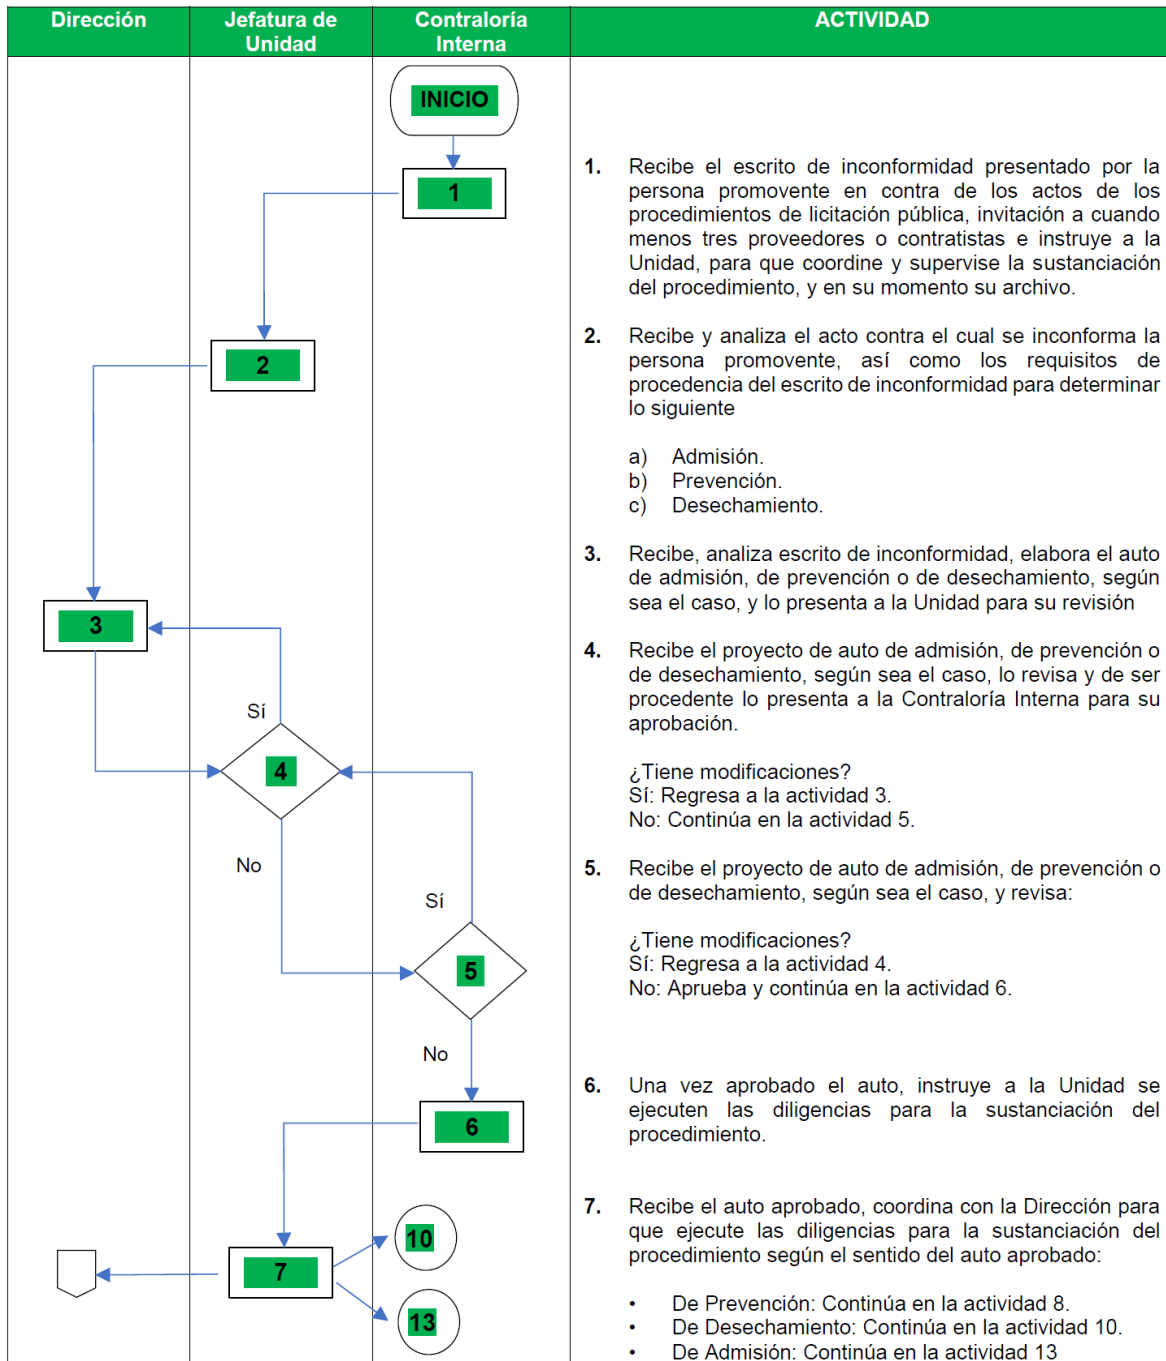 Dirección
Jefatura de
Unidad
Contraloría
Interna
ACTIVIDAD
INICIO
1
2
3
Sí
4
No
Sí
5
No
6
7
10
13
1. Recibe el escrito de inconformidad presentado por la
persona promovente en contra de los actos de los
procedimientos de licitación pública, invitación a cuando
menos tres proveedores o contratistas e instruye a la
Unidad, para que coordine y supervise la sustanciación
del procedimiento, y en su momento su archivo.
2. Recibe y analiza el acto contra el cual se inconforma la
persona promovente, así como los requisitos de
procedencia del escrito de inconformidad para determinar
lo siguiente
a) Admisión.
b) Prevención.
c) Desechamiento.
3. Recibe, analiza escrito de inconformidad, elabora el auto
de admisión, de prevención o de desechamiento, según
sea el caso, y lo presenta a la Unidad para su revisión
4. Recibe el proyecto de auto de admisión, de prevención o
de desechamiento, según sea el caso, lo revisa y de ser
procedente lo presenta a la Contraloría Interna para su
aprobación.
¿Tiene modificaciones?
Sí: Regresa a la actividad 3.
No: Continúa en la actividad 5.
5. Recibe el proyecto de auto de admisión, de prevención o
de desechamiento, según sea el caso, y revisa:
¿Tiene modificaciones?
Sí: Regresa a la actividad 4.
No: Aprueba y continúa en la actividad 6.
6. Una vez aprobado el auto, instruye a la Unidad se
ejecuten las diligencias para la sustanciación del
procedimiento.
7. Recibe el auto aprobado, coordina con la Dirección para
que ejecute las diligencias para la sustanciación del
procedimiento según el sentido del auto aprobado:
• De Prevención: Continúa en la actividad 8.
• De Desechamiento: Continúa en la actividad 10.
• De Admisión: Continúa en la actividad 13